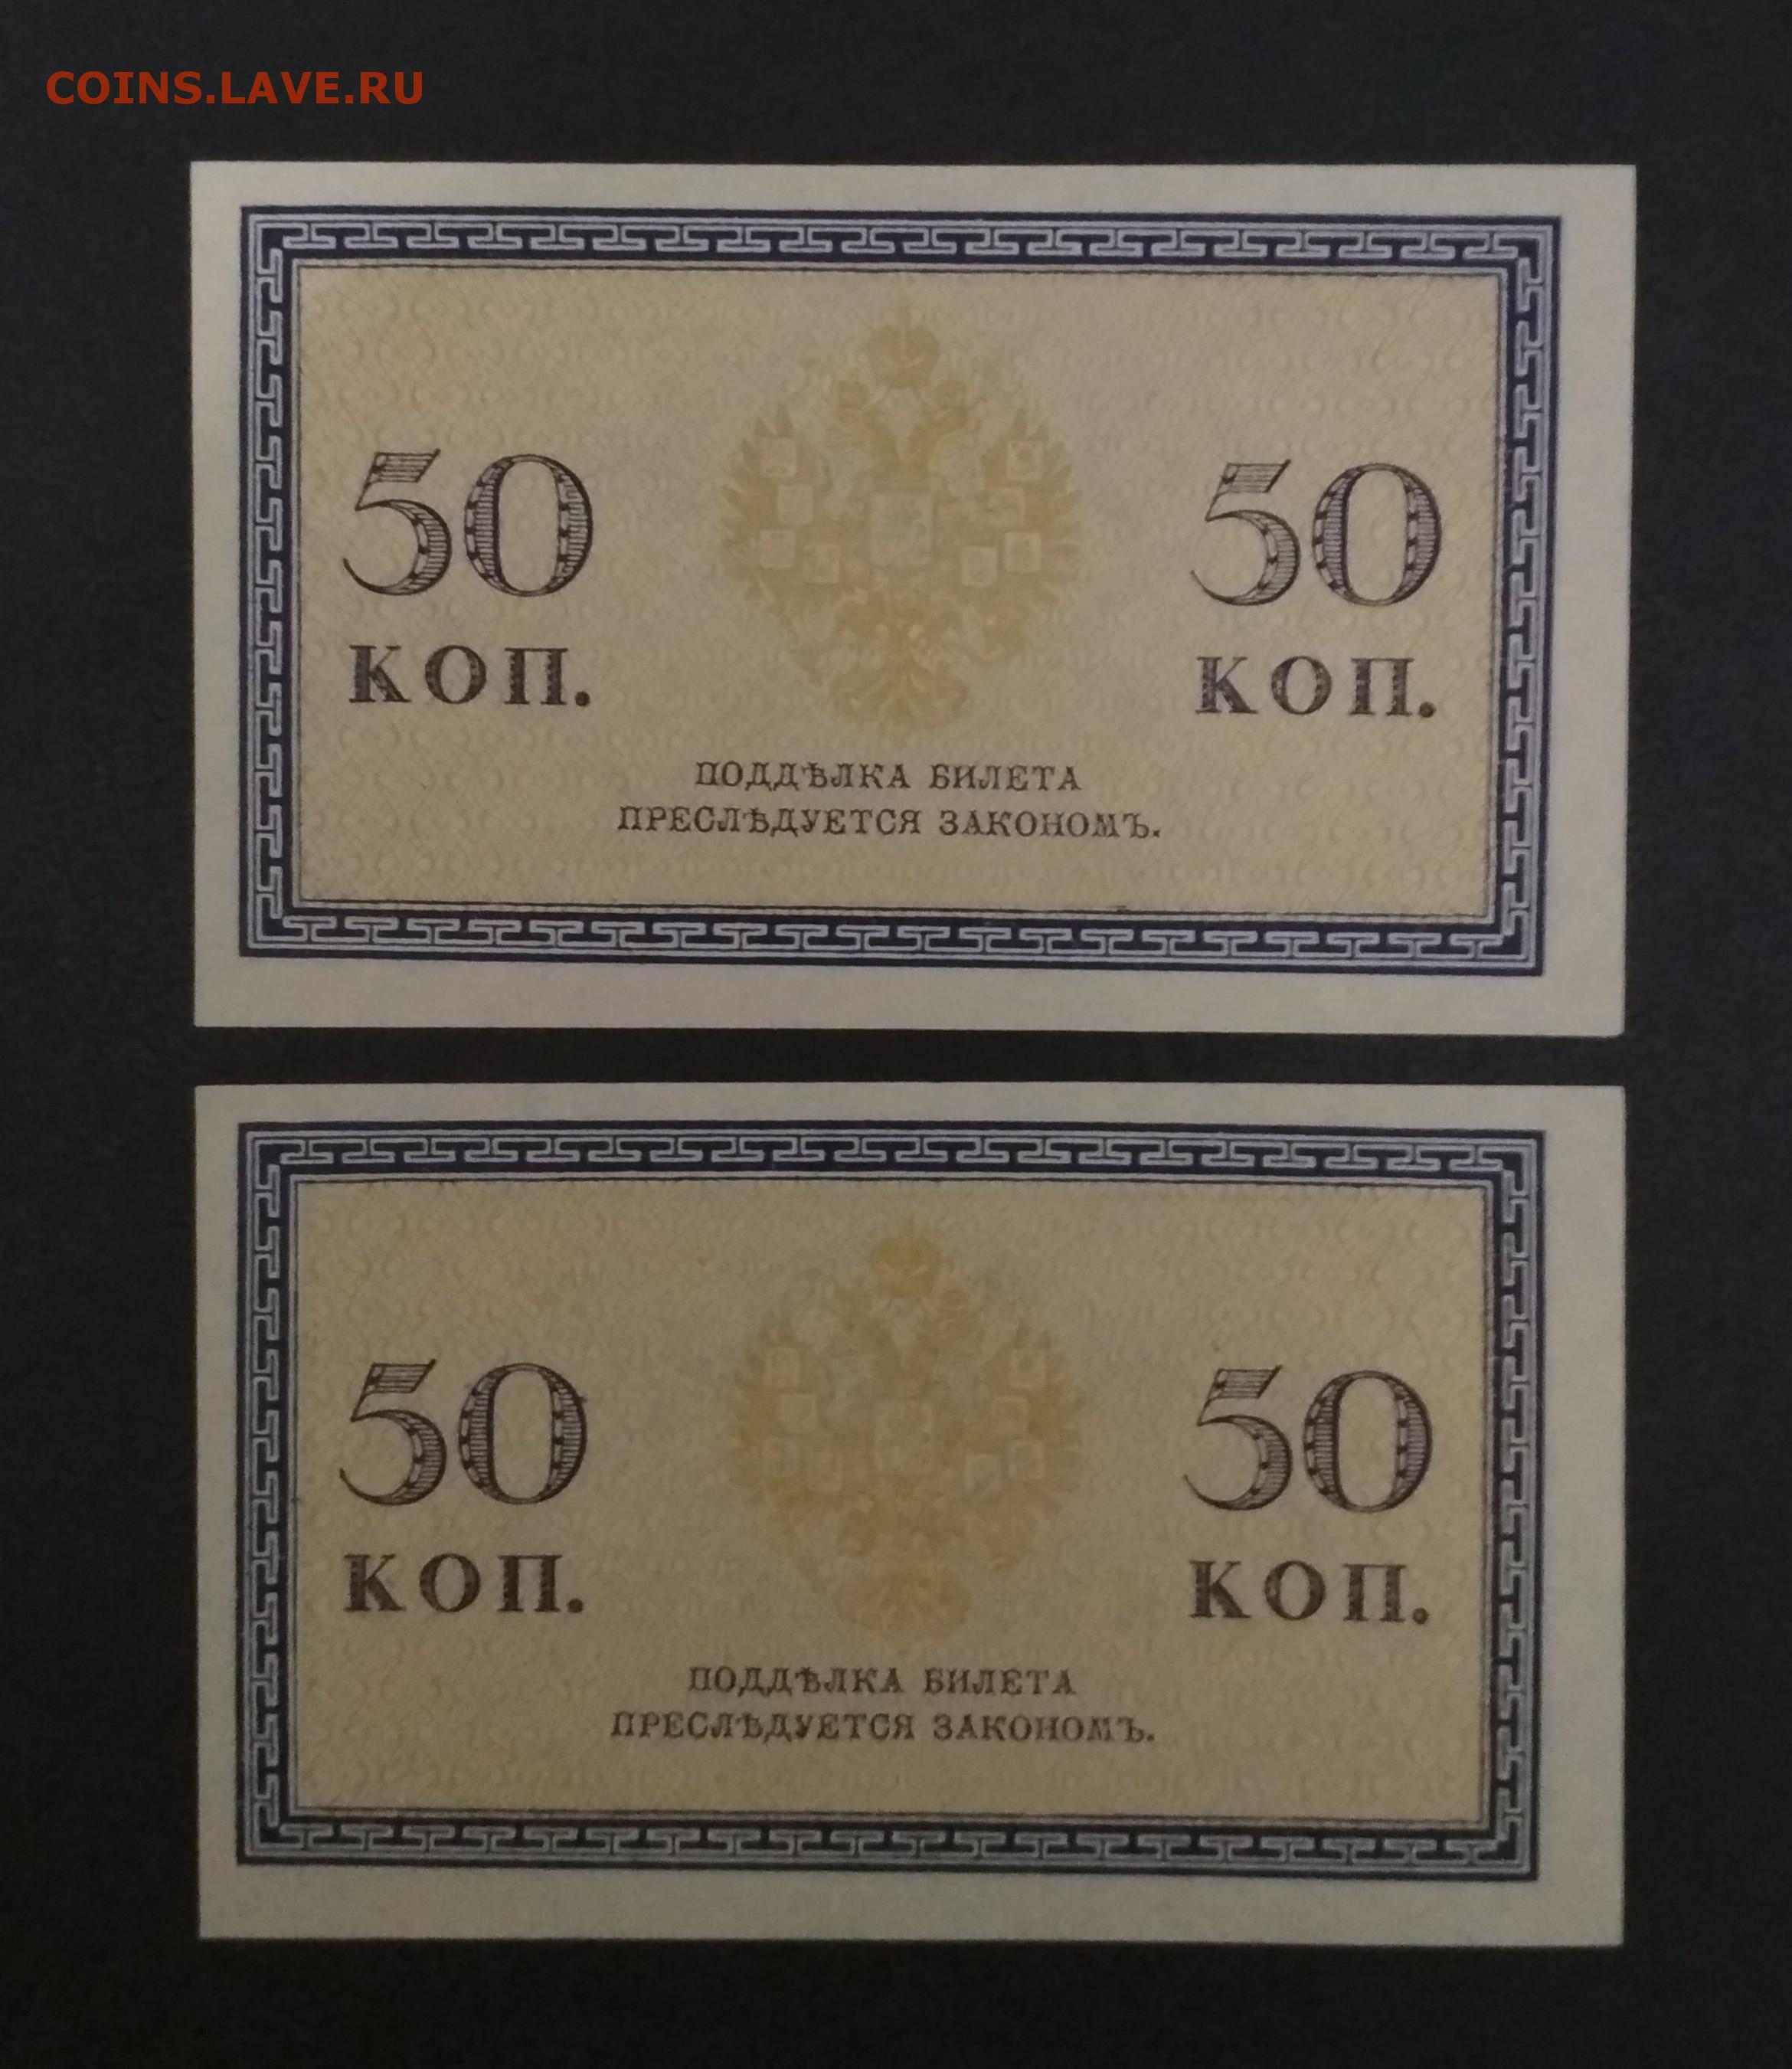 COINS.LAVE.RU
50 50
КОП. КОП.
ПОДДѢЛКА БИЛЕТА
ПРЕСЛѢДУЕТСЯ ЗАКОНОМЪ.
50 50
КОП. КОП.
ПОДДѢЛКА БИЛЕТА
ПРЕСЛѢДУЕТСЯ ЗАКОНОМЪ.